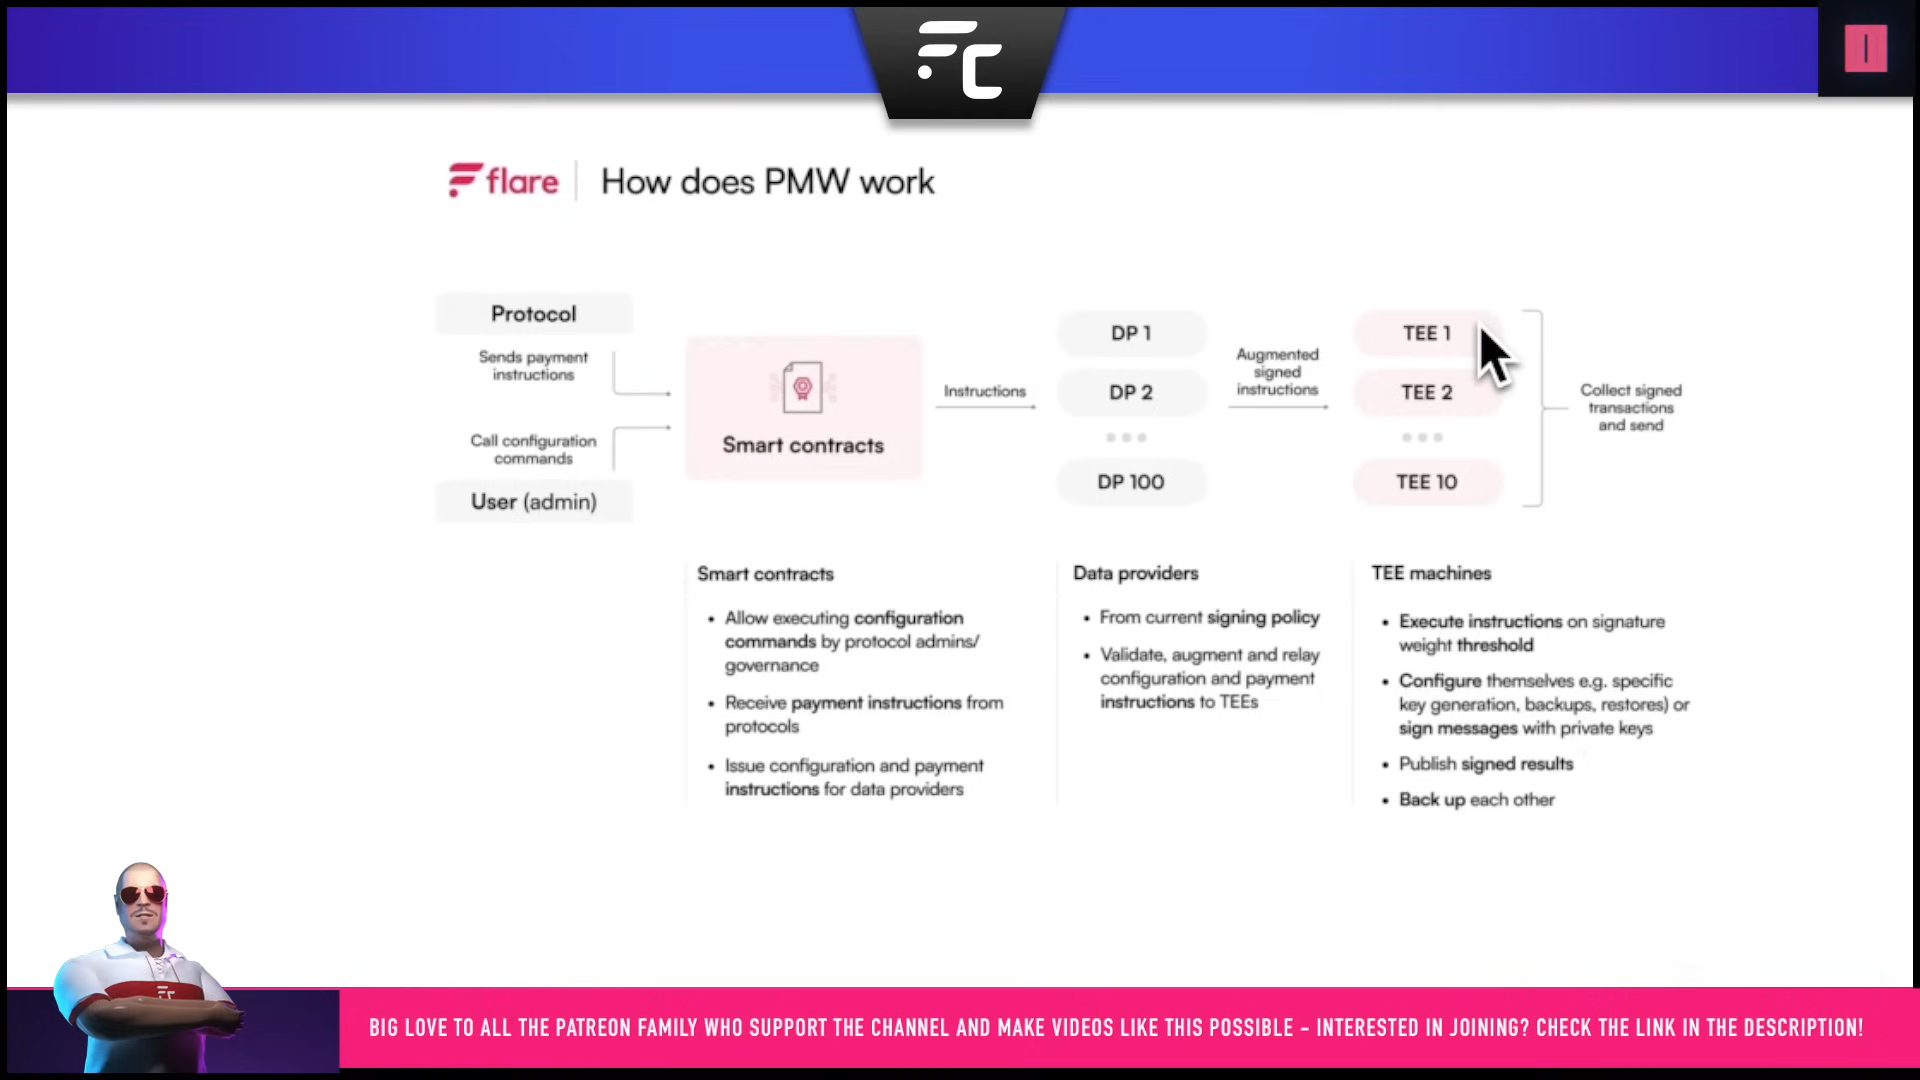 FC
flare
How does PMW work
Protocol
Sends payment
instructions
Call configuration
commands
User (admin)
Smart contracts
Instructions
DP 1
DP 2
DP 100
Augmented
signed
instructions
TEE 1
TEE 2
TEE 10
Collect signed
transactions
and send
Smart contracts
• Allow executing configuration
commands by protocol admins/
governance
• Receive payment instructions from
protocols
• Issue configuration and payment
instructions for data providers
Data providers
• From current signing policy
• Validate, augment and relay
configuration and payment
instructions to TEEs
TEE machines
• Execute instructions on signature
weight threshold
• Configure themselves e.g. specific
key generation, backups, restores) or
sign messages with private keys
• Publish signed results
• Back up each other
FC
BIG LOVE TO ALL THE PATREON FAMILY WHO SUPPORT THE CHANNEL AND MAKE VIDEOS LIKE THIS POSSIBLE - INTERESTED IN JOINING? CHECK THE LINK IN THE DESCRIPTION!